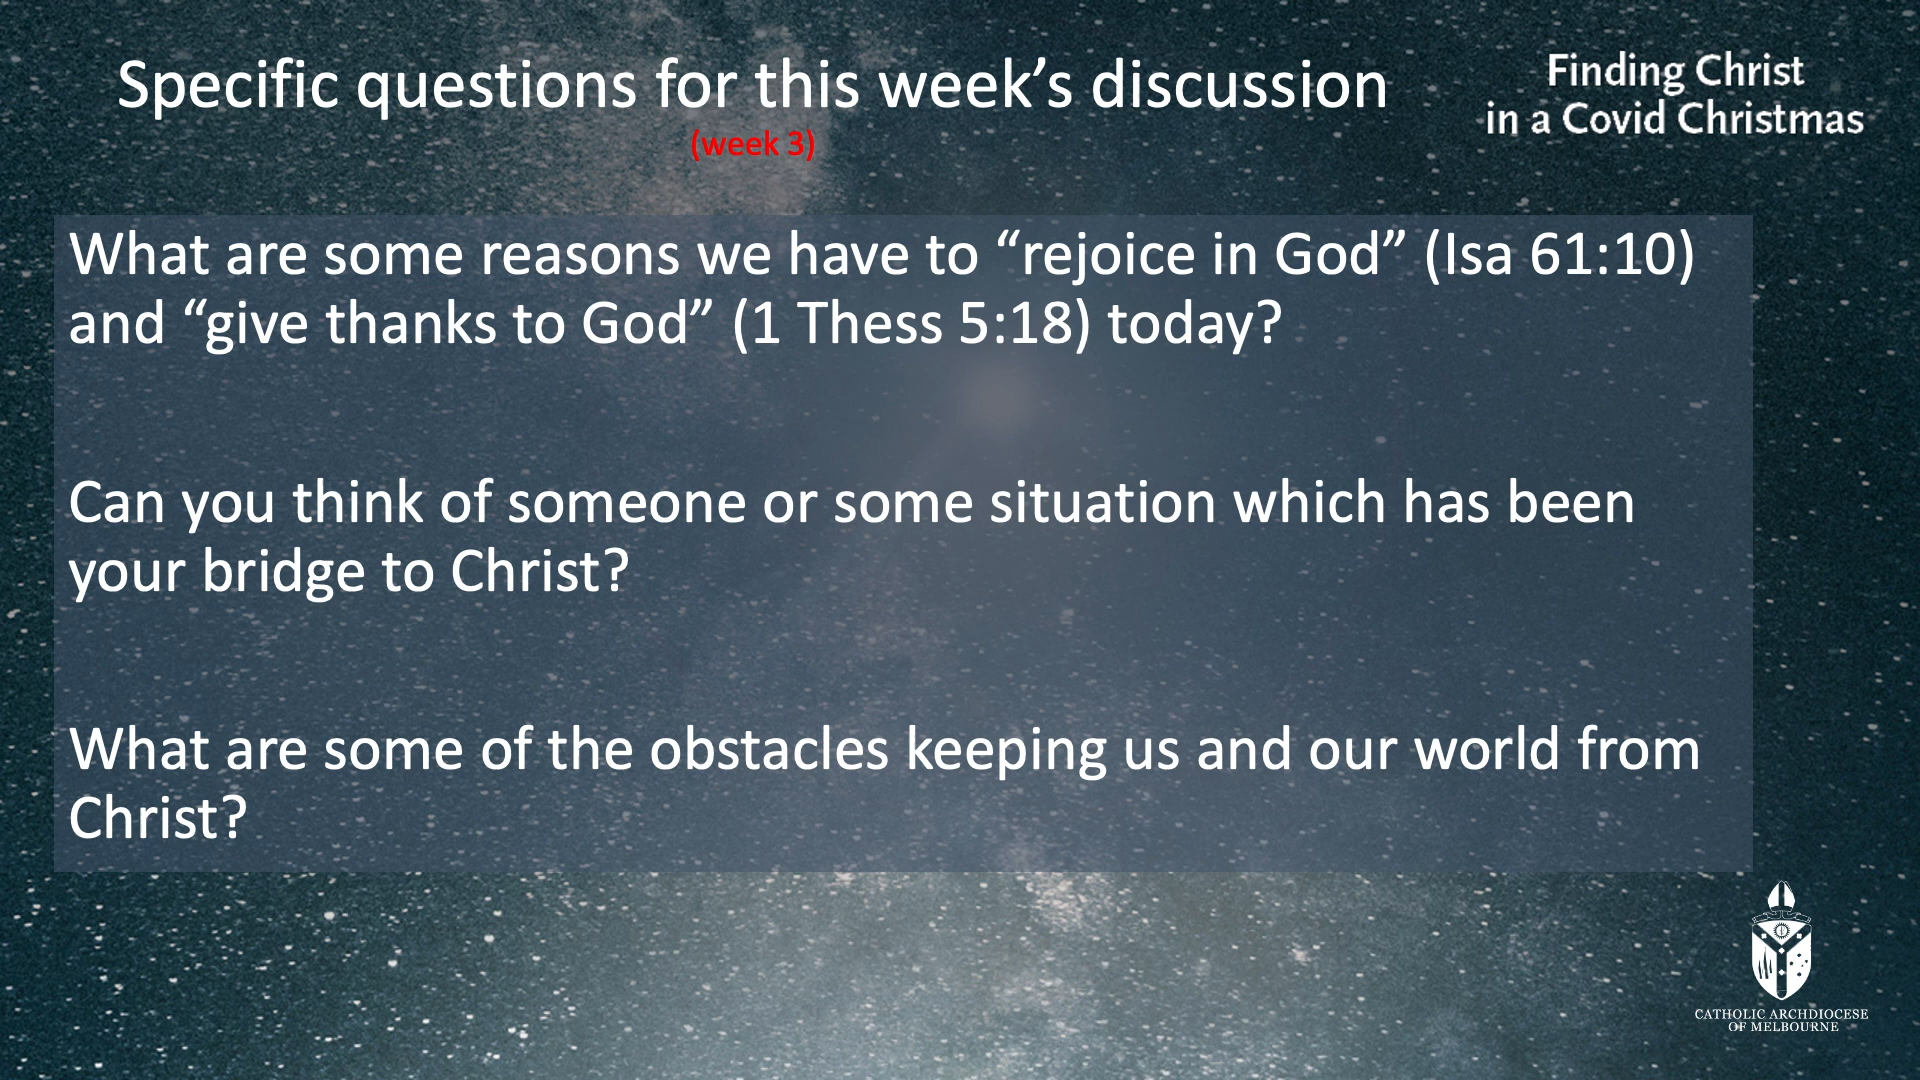 Specific questions for this week’s discussion
(week 3)
Finding Christ
in a Covid Christmas
What are some reasons we have to “rejoice in God” (Isa 61:10)
and “give thanks to God” (1 Thess 5:18) today?
Can you think of someone or some situation which has been
your bridge to Christ?
What are some of the obstacles keeping us and our world from
Christ?
CATHOLIC ARCHDIOCESE
OF MELBOURNE